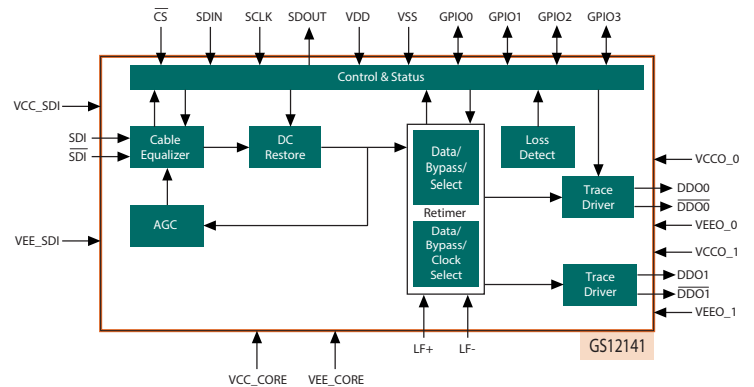 CS SDIN SCLK SDOUT VDD VSS GPIO0 GPIO1 GPIO2 GPIO3
Control & Status
VCC_SDI
SDI
SDI
Cable
Equalizer
DC
Restore
Data/
Bypass/
Select
Loss
Detect
Retimer
Data/
Bypass/
Clock
Select
AGC
VEE_SDI
Trace
Driver
Trace
Driver
VCCO_0
DDO0
DDO0
VEEO_0
VCCO_1
DDO1
DDO1
VEEO_1
LF+ LF-
GS12141
VCC_CORE VEE_CORE